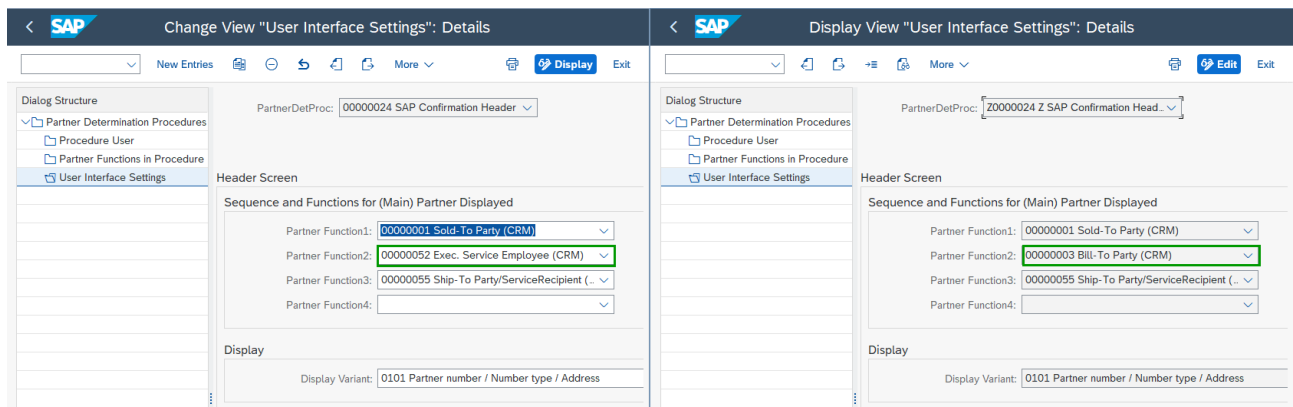 SAP Change View "User Interface Settings": Details
New Entries More Display Exit
Dialog Structure
Partner Determination Procedures
Procedure User
Partner Functions in Procedure
User Interface Settings
PartnerDetProc: 00000024 SAP Confirmation Header
Header Screen
Sequence and Functions for (Main) Partner Displayed
Partner Function1: 00000001 Sold-To Party (CRM)
Partner Function2: 00000052 Exec. Service Employee (CRM)
Partner Function3: 00000055 Ship-To Party/ServiceRecipient (..
Partner Function4:
Display
Display Variant: 0101 Partner number / Number type / Address
SAP Display View "User Interface Settings": Details
More Edit Exit
Dialog Structure
Partner Determination Procedures
Procedure User
Partner Functions in Procedure
User Interface Settings
PartnerDetProc: Z0000024 Z SAP Confirmation Head..
Header Screen
Sequence and Functions for (Main) Partner Displayed
Partner Function1: 00000001 Sold-To Party (CRM)
Partner Function2: 00000003 Bill-To Party (CRM)
Partner Function3: 00000055 Ship-To Party/ServiceRecipient (..
Partner Function4:
Display
Display Variant: 0101 Partner number / Number type / Address